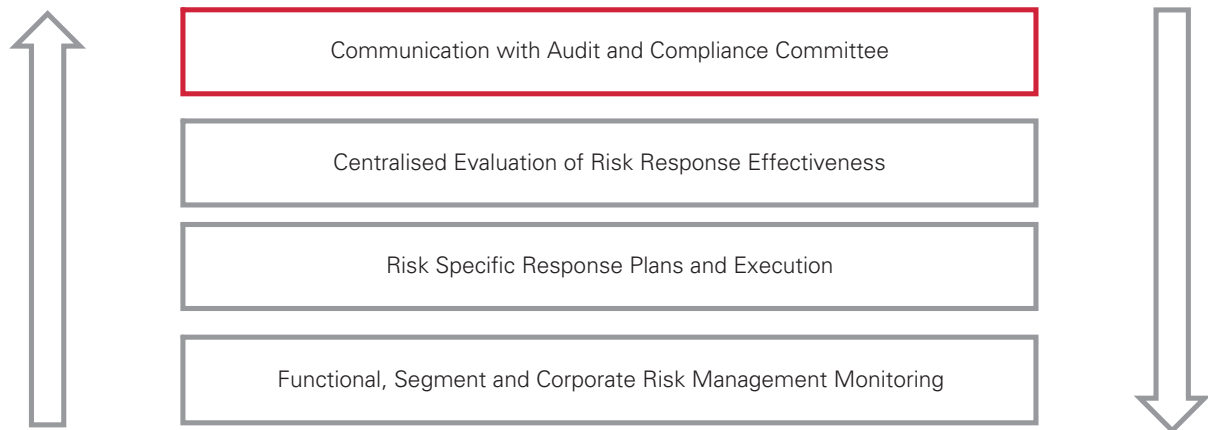 Communication with Audit and Compliance Committee
Centralised Evaluation of Risk Response Effectiveness
Risk Specific Response Plans and Execution
Functional, Segment and Corporate Risk Management Monitoring